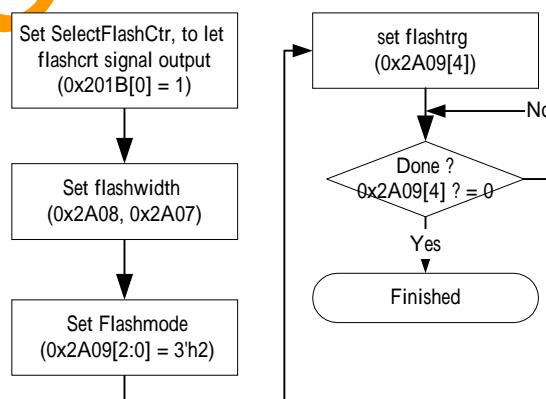 Set SelectFlashCtr, to let
flashcrt signal output
(0x201B[0] = 1)
Set flashwidth
(0x2A08, 0x2A07)
Set Flashmode
(0x2A09[2:0] = 3'h2)
set flashtrg
(0x2A09[4])
No
Done ?
0x2A09[4] ? = 0
Yes
Finished